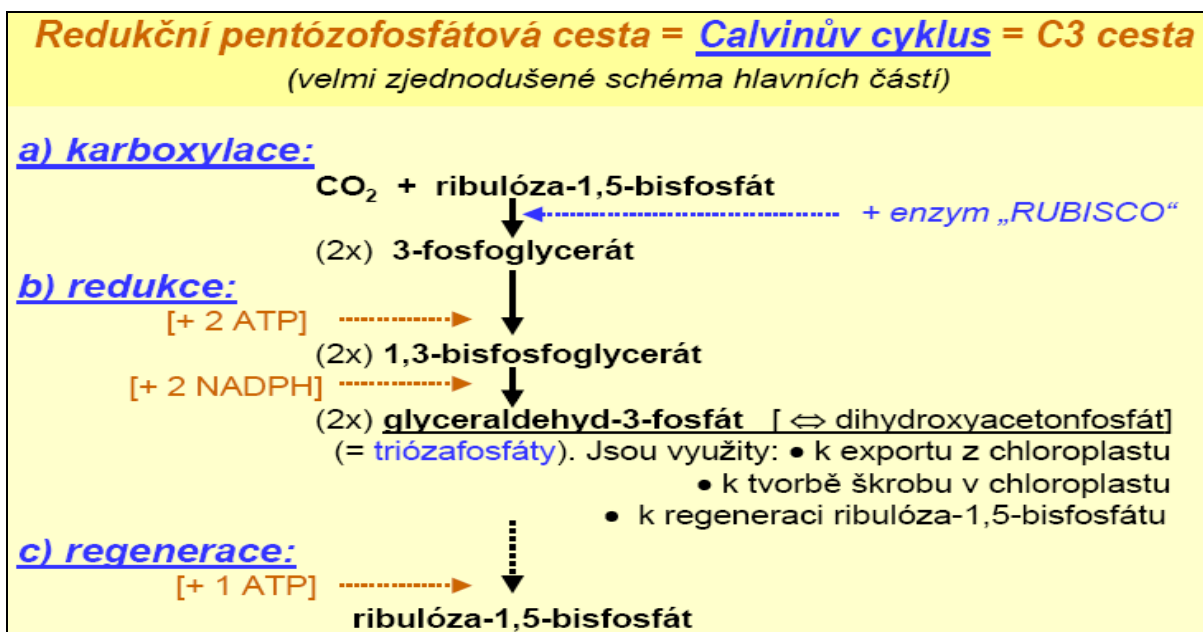 Redukční pentózofosfátová cesta = Calvinův cyklus = C3 cesta
(velmi zjednodušené schéma hlavních částí)
a) karboxylace:
CO₂ + ribulóza-1,5-bisfosfát
+ enzym „RUBISCO“
(2x) 3-fosfoglycerát
b) redukce:
[+ 2 ATP]
(2x) 1,3-bisfosfoglycerát
[+ 2 NADPH]
(2x) glyceraldehyd-3-fosfát [ ⇔ dihydroxyacetonfosfát]
(= triózafosfáty). Jsou využity: • k exportu z chloroplastu
• k tvorbě škrobu v chloroplastu
• k regeneraci ribulóza-1,5-bisfosfátu
c) regenerace:
[+ 1 ATP]
ribulóza-1,5-bisfosfát